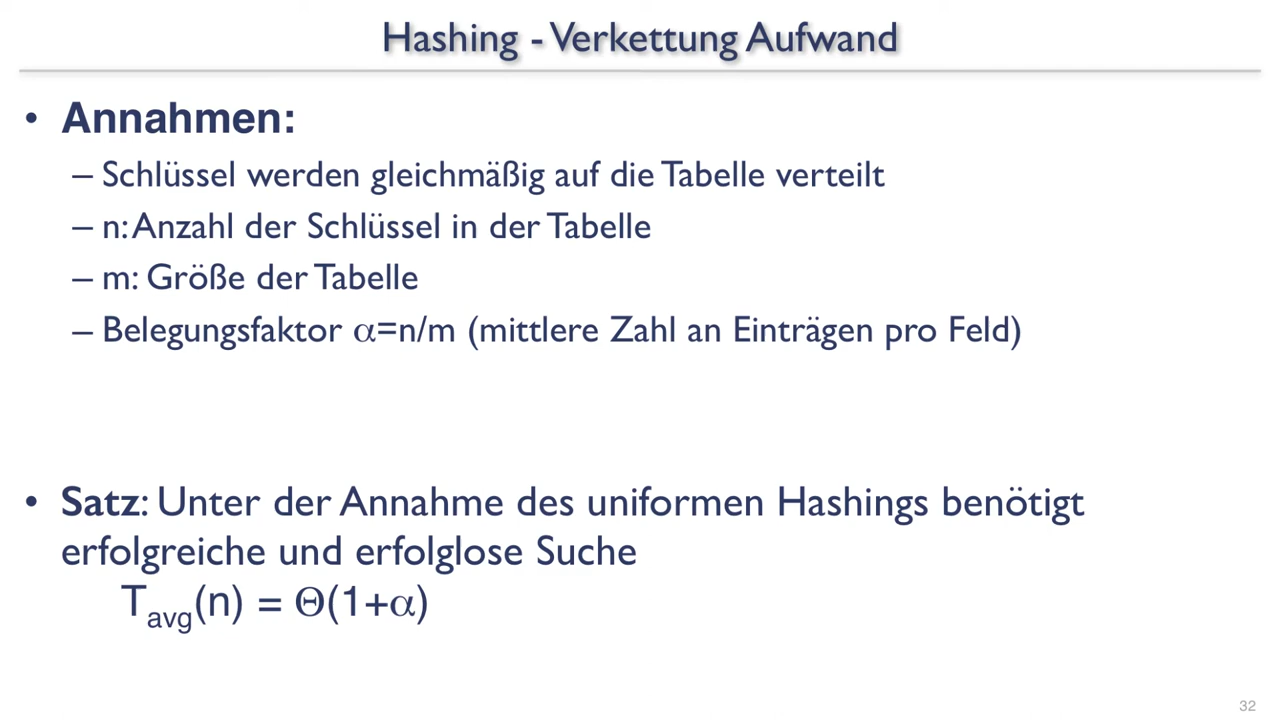 Hashing - Verkettung Aufwand
• Annahmen:
– Schlüssel werden gleichmäßig auf die Tabelle verteilt
– n: Anzahl der Schlüssel in der Tabelle
– m: Größe der Tabelle
– Belegungsfaktor α=n/m (mittlere Zahl an Einträgen pro Feld)
• Satz: Unter der Annahme des uniformen Hashings benötigt
erfolgreiche und erfolglose Suche
Tavg(n) = Θ(1+α)
32